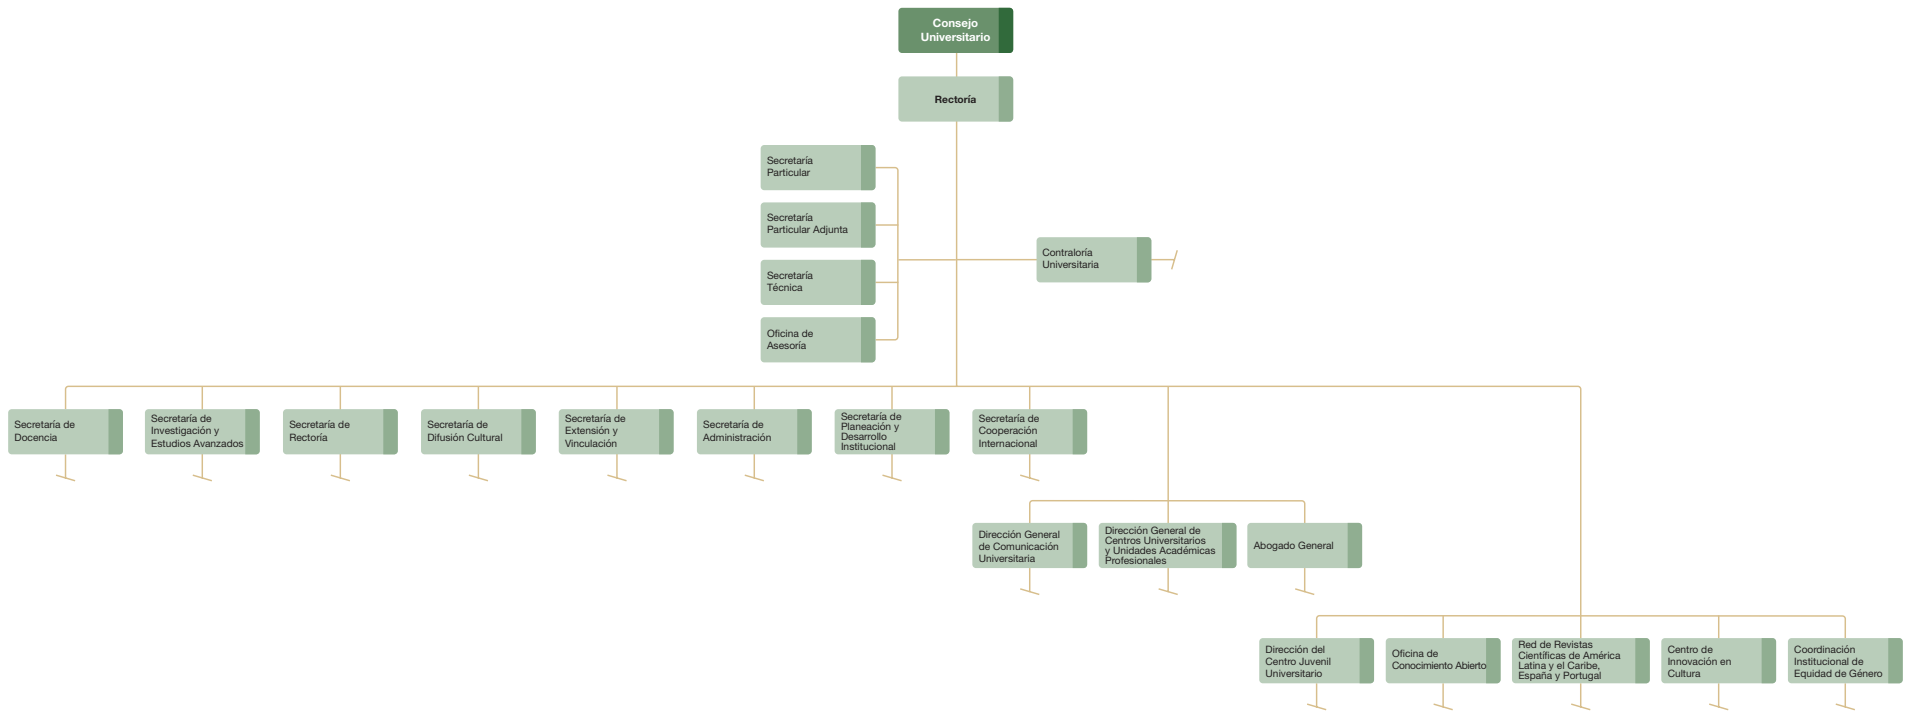 Consejo
Universitario
Rectoría
Secretaría
Particular
Secretaría
Particular Adjunta
Secretaría
Técnica
Oficina de
Asesoría
Contraloría
Universitaria
Secretaría de
Docencia
Secretaría de
Investigación y
Estudios Avanzados
Secretaría de
Rectoría
Secretaría de
Difusión Cultural
Secretaría de
Extensión y
Vinculación
Secretaría de
Administración
Secretaría de
Planeación y
Desarrollo
Institucional
Secretaría de
Cooperación
Internacional
Dirección General
de Comunicación
Universitaria
Dirección General de
Centros Universitarios
y Unidades Académicas
Profesionales
Abogado General
Dirección del
Centro Juvenil
Universitario
Oficina de
Conocimiento Abierto
Red de Revistas
Científicas de América
Latina y el Caribe,
España y Portugal
Centro de
Innovación en
Cultura
Coordinación
Institucional de
Equidad de Género